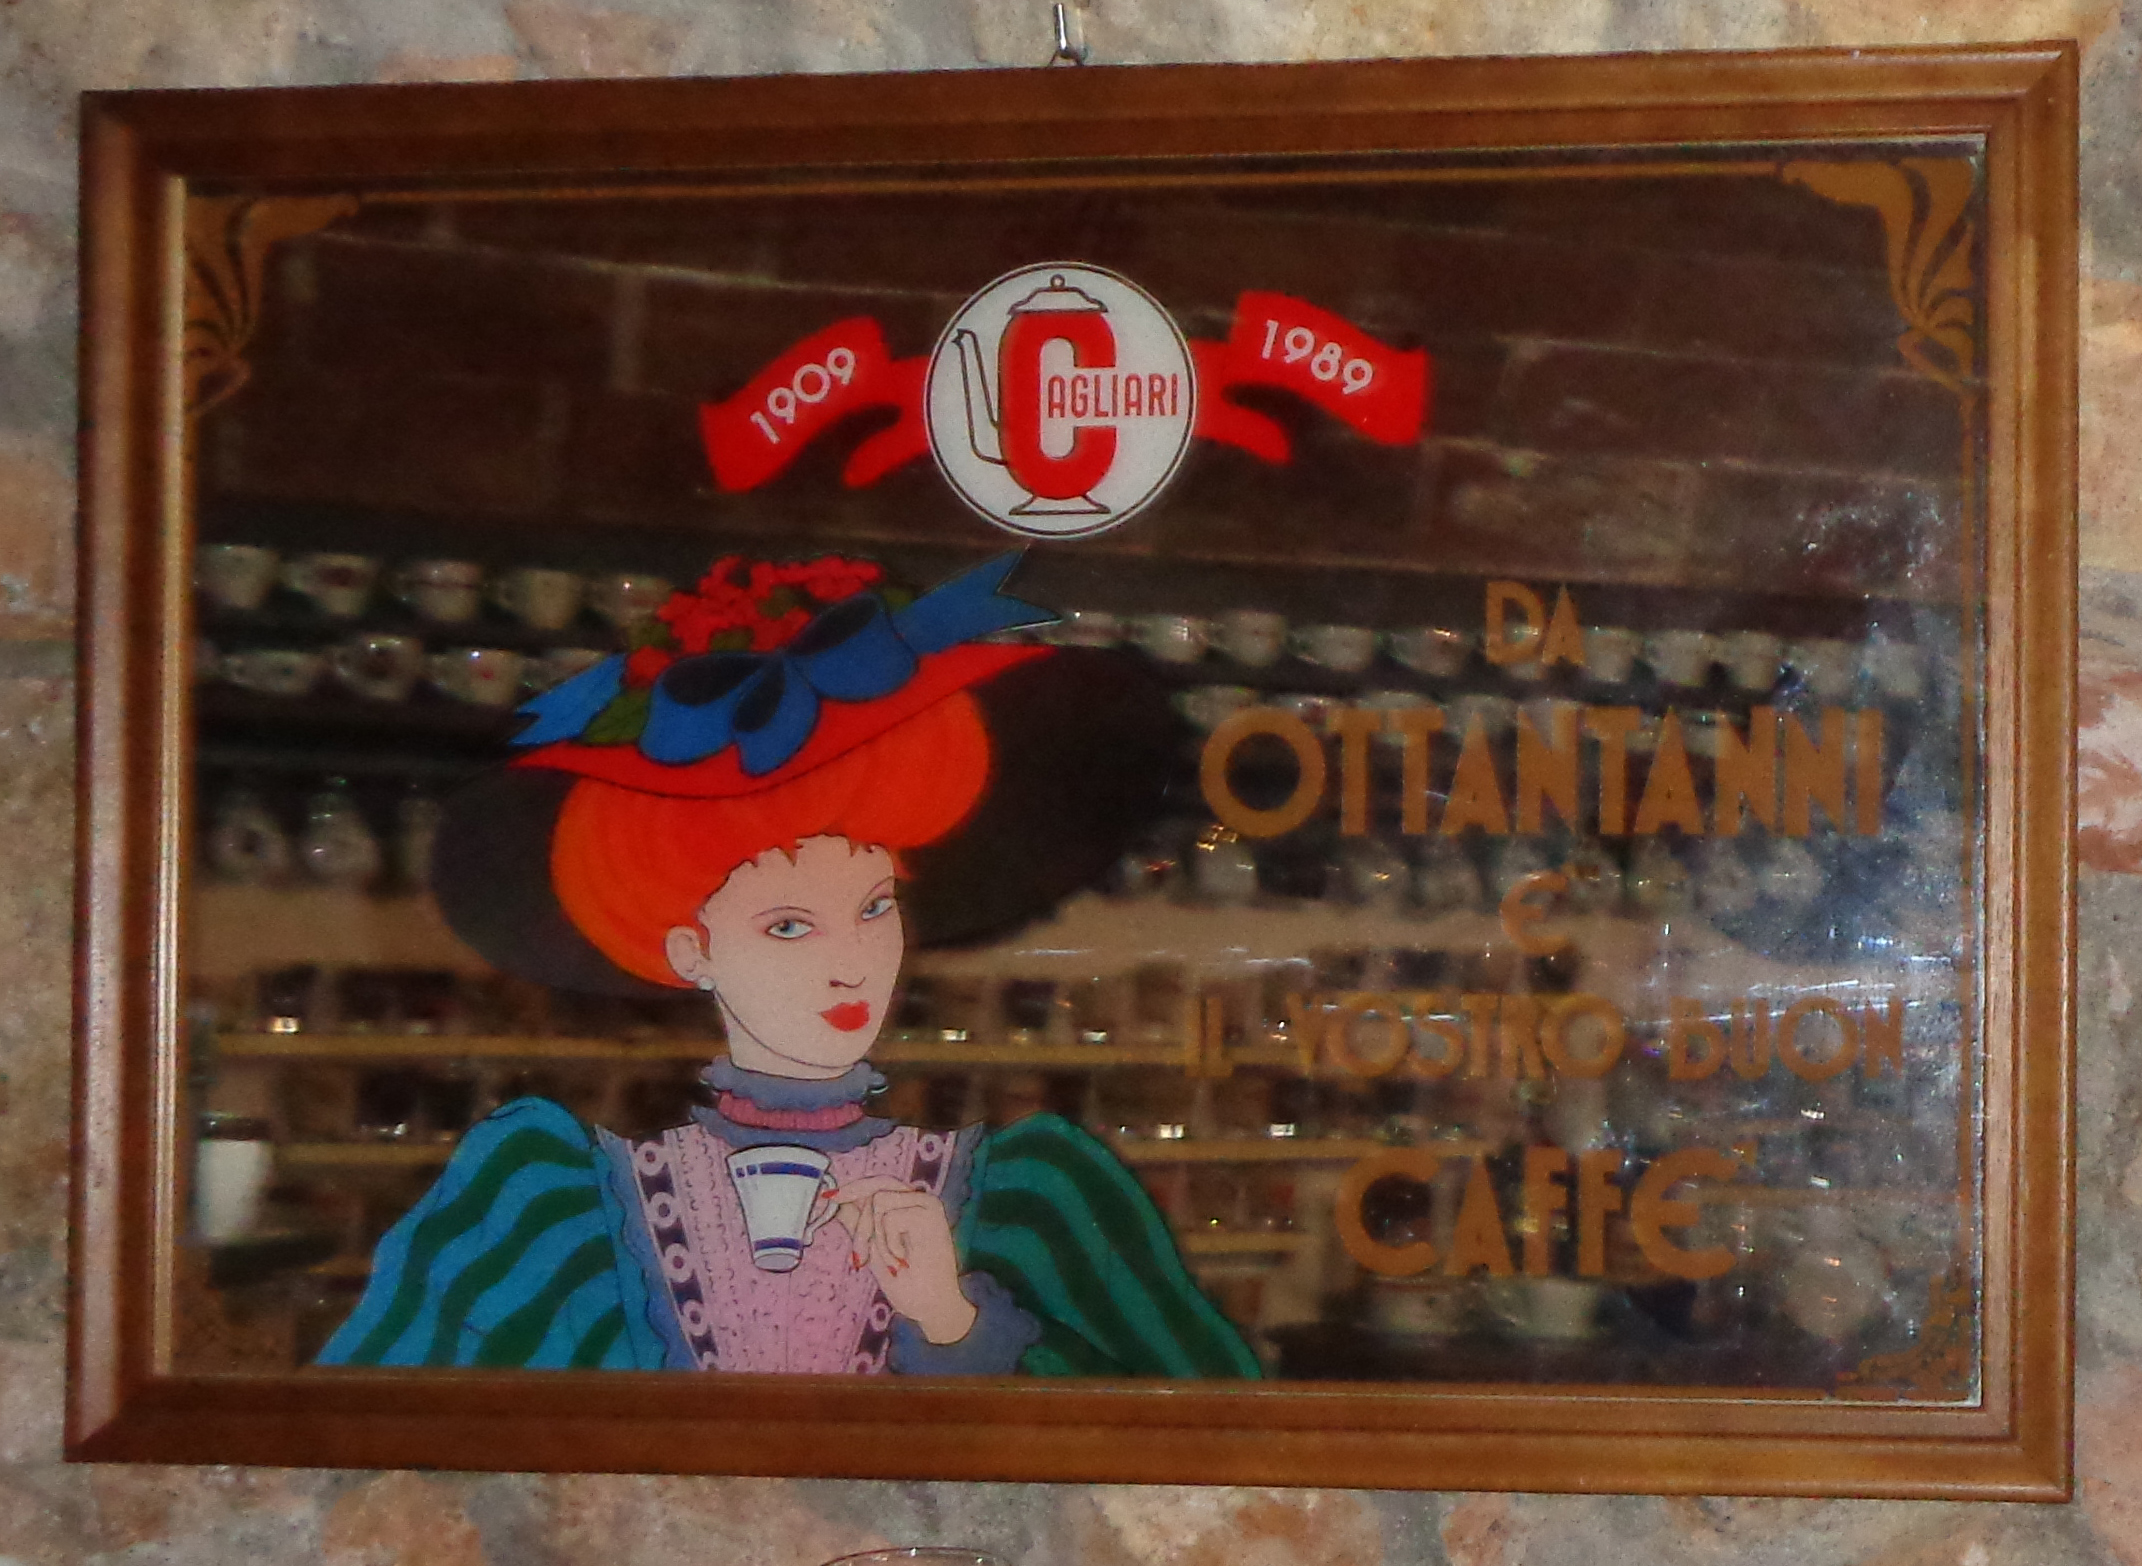 1909
CAGLIARI
1989
DA
OTTANTANNI
E'
IL VOSTRO BUON
CAFFE'